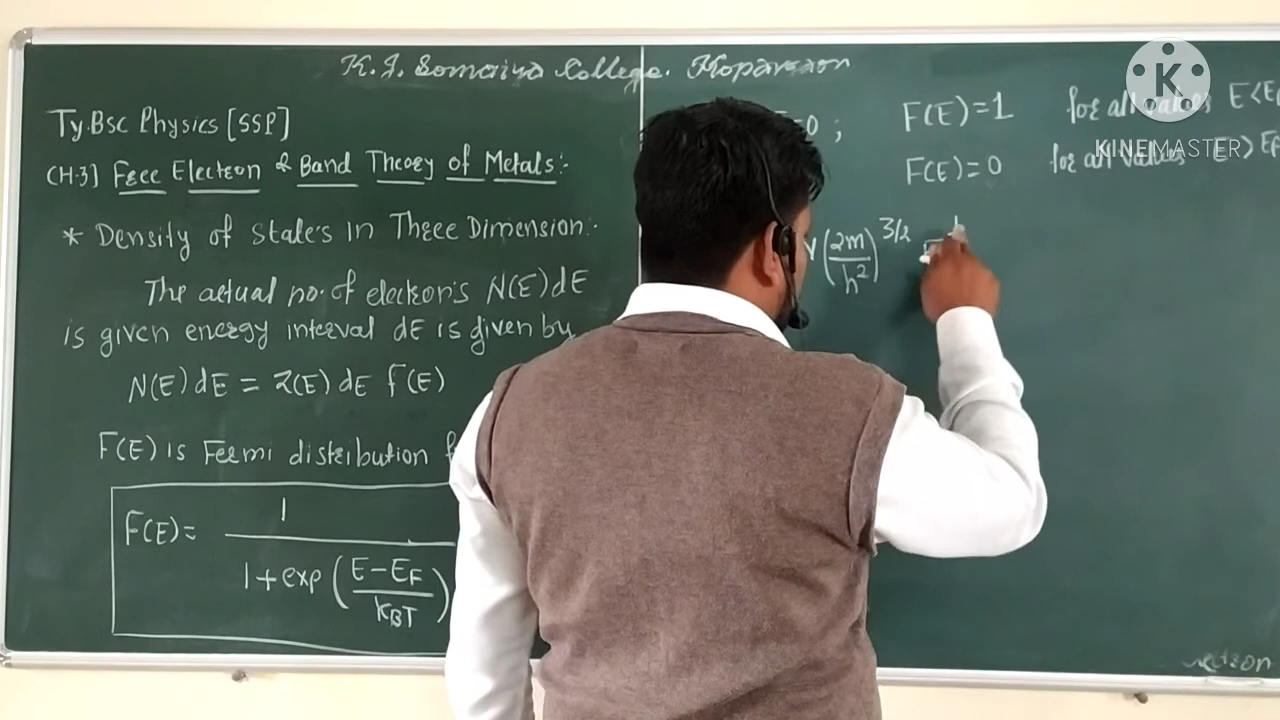 K.J. Somaiya College. Kopargaon
Ty.Bsc Physics [SSP]
CH-3] Free Electron & Band Theory of Metals:-
* Density of States In Three Dimension:-
The actual no. of electron's N(E)dE
is given energy interval dE is given by
N(E)dE = Z(E) dE f(E)
F(E) is Fermi distribution
F(E) = 1 / 1+exp (E-EF / KBT)
=0 ; F(E)=1 for all values E<EF
F(E)=0 for all values E>EF
(2m / h²)3/2
K
KINEMASTER